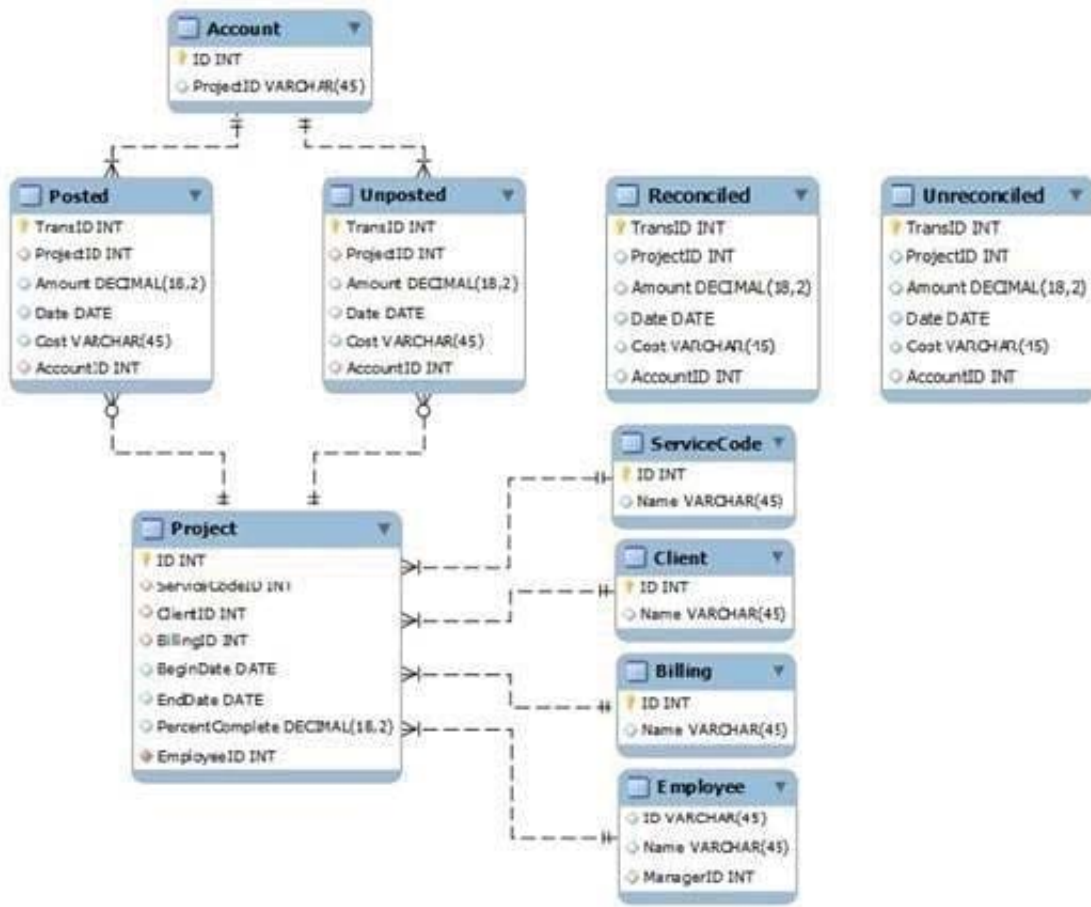 Account
ID INT
ProjectID VARCHAR(45)
Posted
TransID INT
ProjectID INT
Amount DECIMAL(18,2)
Date DATE
Cost VARCHAR(45)
AccountID INT
Unposted
TransID INT
ProjectID INT
Amount DECIMAL(18,2)
Date DATE
Cost VARCHAR(45)
AccountID INT
Reconciled
TransID INT
ProjectID INT
Amount DECIMAL(18,2)
Date DATE
Cost VARCHAR(45)
AccountID INT
Unreconciled
TransID INT
ProjectID INT
Amount DECIMAL(18,2)
Date DATE
Cost VARCHAR(45)
AccountID INT
Project
ID INT
ServiceCodeID INT
ClientID INT
BillingID INT
BeginDate DATE
EndDate DATE
PercentComplete DECIMAL(18,2)
EmployeeID INT
ServiceCode
ID INT
Name VARCHAR(45)
Client
ID INT
Name VARCHAR(45)
Billing
ID INT
Name VARCHAR(45)
Employee
ID VARCHAR(45)
Name VARCHAR(45)
ManagerID INT